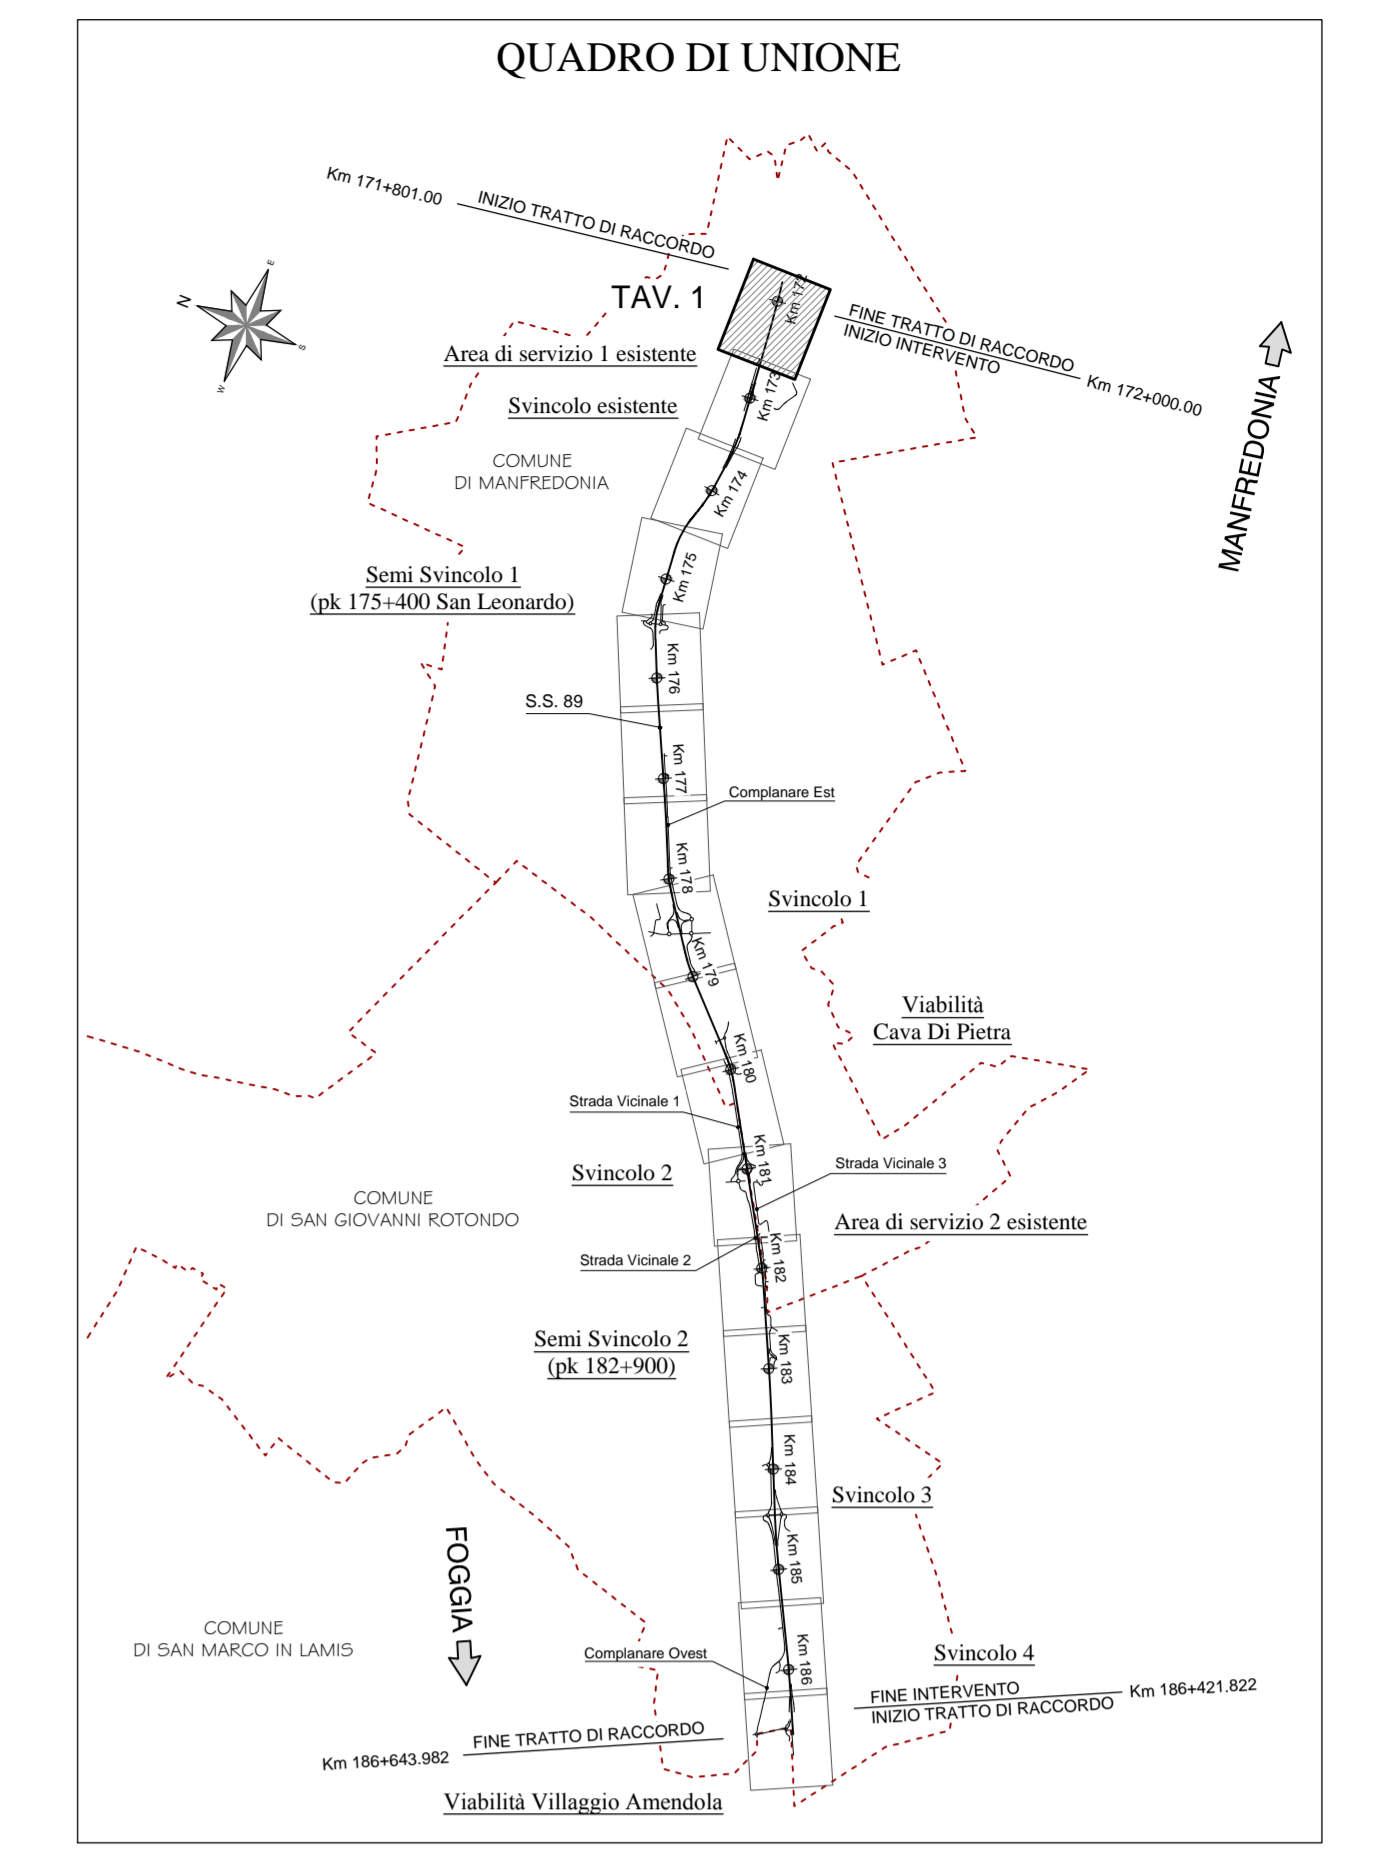 QUADRO DI UNIONE
Km 171+801.00
INIZIO TRATTO DI RACCORDO
N
E
S
W
TAV. 1
Km 172
FINE TRATTO DI RACCORDO
INIZIO INTERVENTO
Km 172+000.00
MANFREDONIA
Area di servizio 1 esistente
Km 173
Svincolo esistente
COMUNE
DI MANFREDONIA
Km 174
Km 175
Semi Svincolo 1
(pk 175+400 San Leonardo)
Km 176
S.S. 89
Km 177
Complanare Est
Km 178
Svincolo 1
Km 179
Viabilità
Cava Di Pietra
Km 180
Strada Vicinale 1
Km 181
Svincolo 2
Strada Vicinale 3
COMUNE
DI SAN GIOVANNI ROTONDO
Area di servizio 2 esistente
Strada Vicinale 2
Km 182
Semi Svincolo 2
(pk 182+900)
Km 183
Km 184
Svincolo 3
FOGGIA
Km 185
COMUNE
DI SAN MARCO IN LAMIS
Complanare Ovest
Km 186
Svincolo 4
FINE INTERVENTO
INIZIO TRATTO DI RACCORDO
Km 186+421.822
FINE TRATTO DI RACCORDO
Km 186+643.982
Viabilità Villaggio Amendola